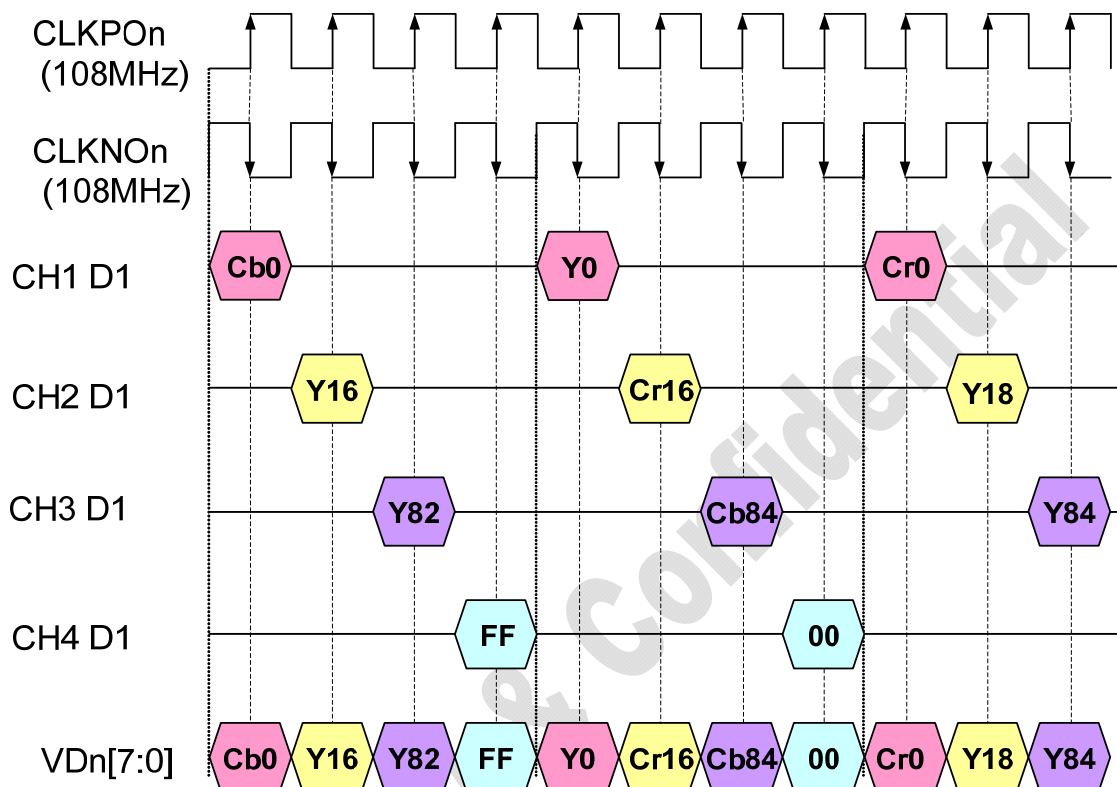 CLKPOn
(108MHz)
CLKNOn
(108MHz)
CH1 D1
Cb0
Y0
Cr0
CH2 D1
Y16
Cr16
Y18
CH3 D1
Y82
Cb84
Y84
CH4 D1
FF
00
VDn[7:0]
Cb0
Y16
Y82
FF
Y0
Cr16
Cb84
00
Cr0
Y18
Y84
& Confidential